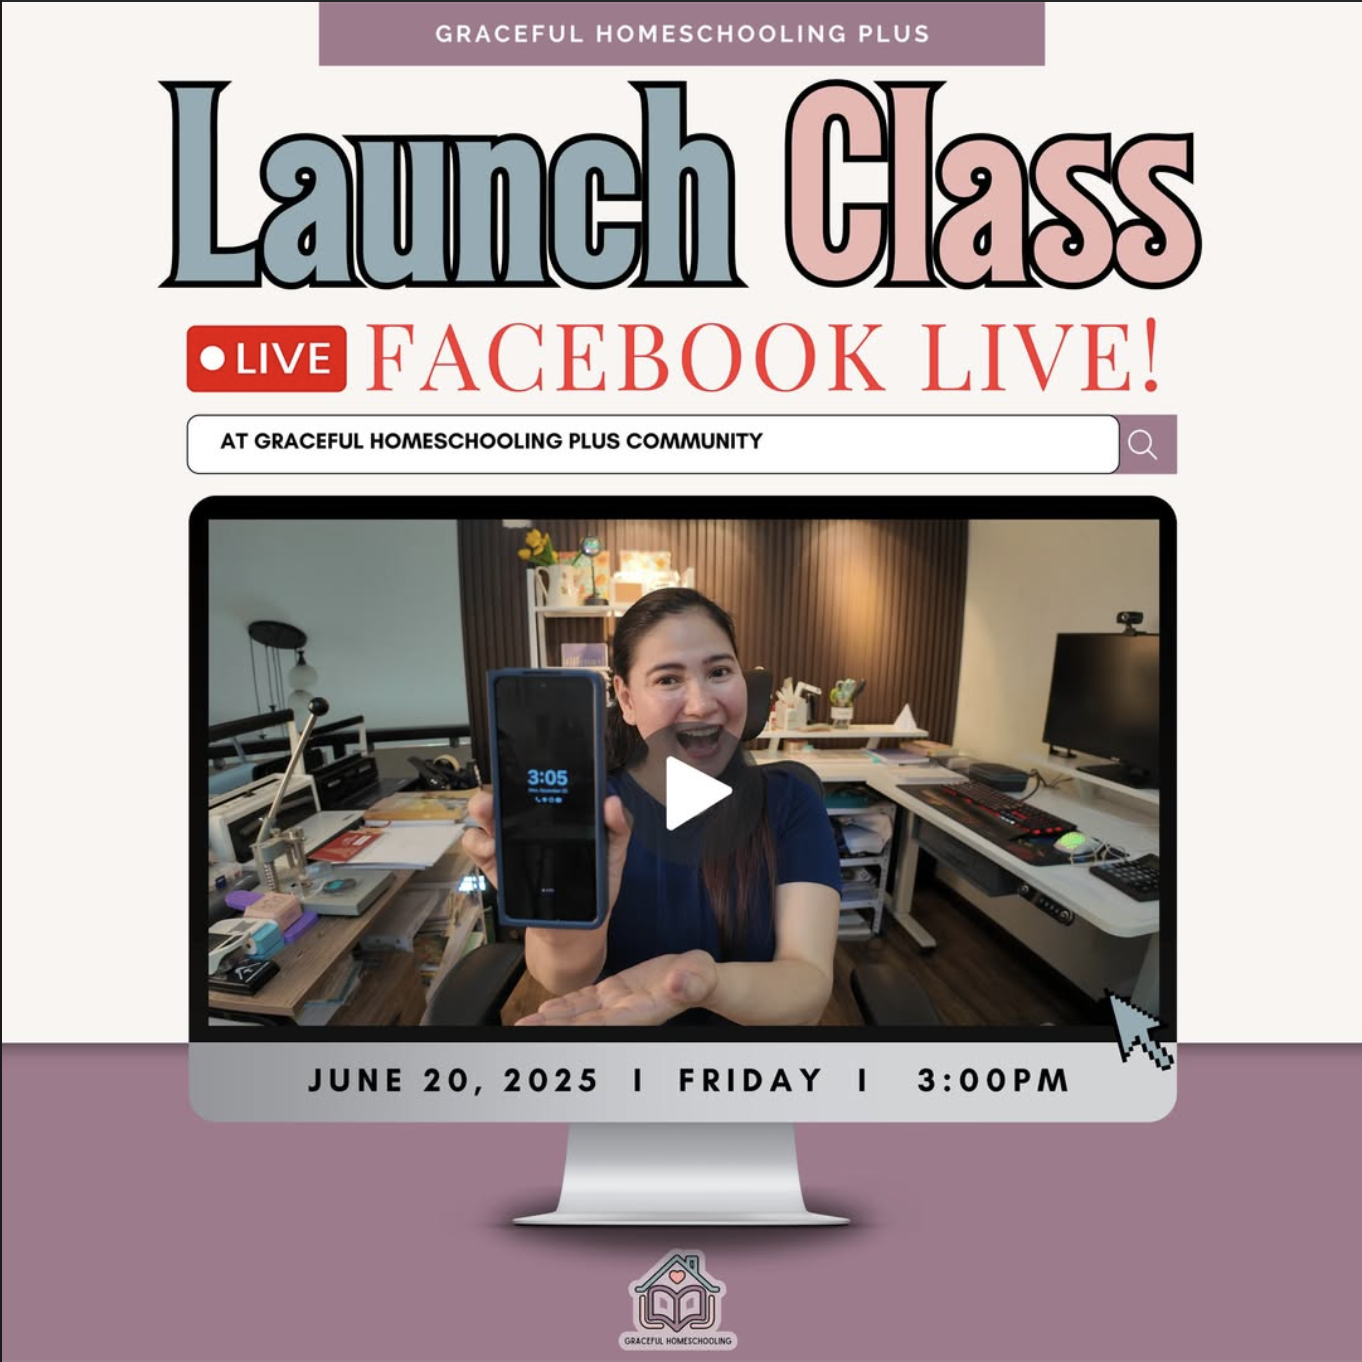 GRACEFUL HOMESCHOOLING PLUS
Launch Class
LIVE FACEBOOK LIVE!
AT GRACEFUL HOMESCHOOLING PLUS COMMUNITY
3:05
JUNE 20, 2025 | FRIDAY | 3:00PM
GRACEFUL HOMESCHOOLING